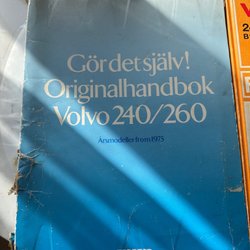 Gör det själv!
Originalhandbok
Volvo 240/260
Årsmodeller from 1975